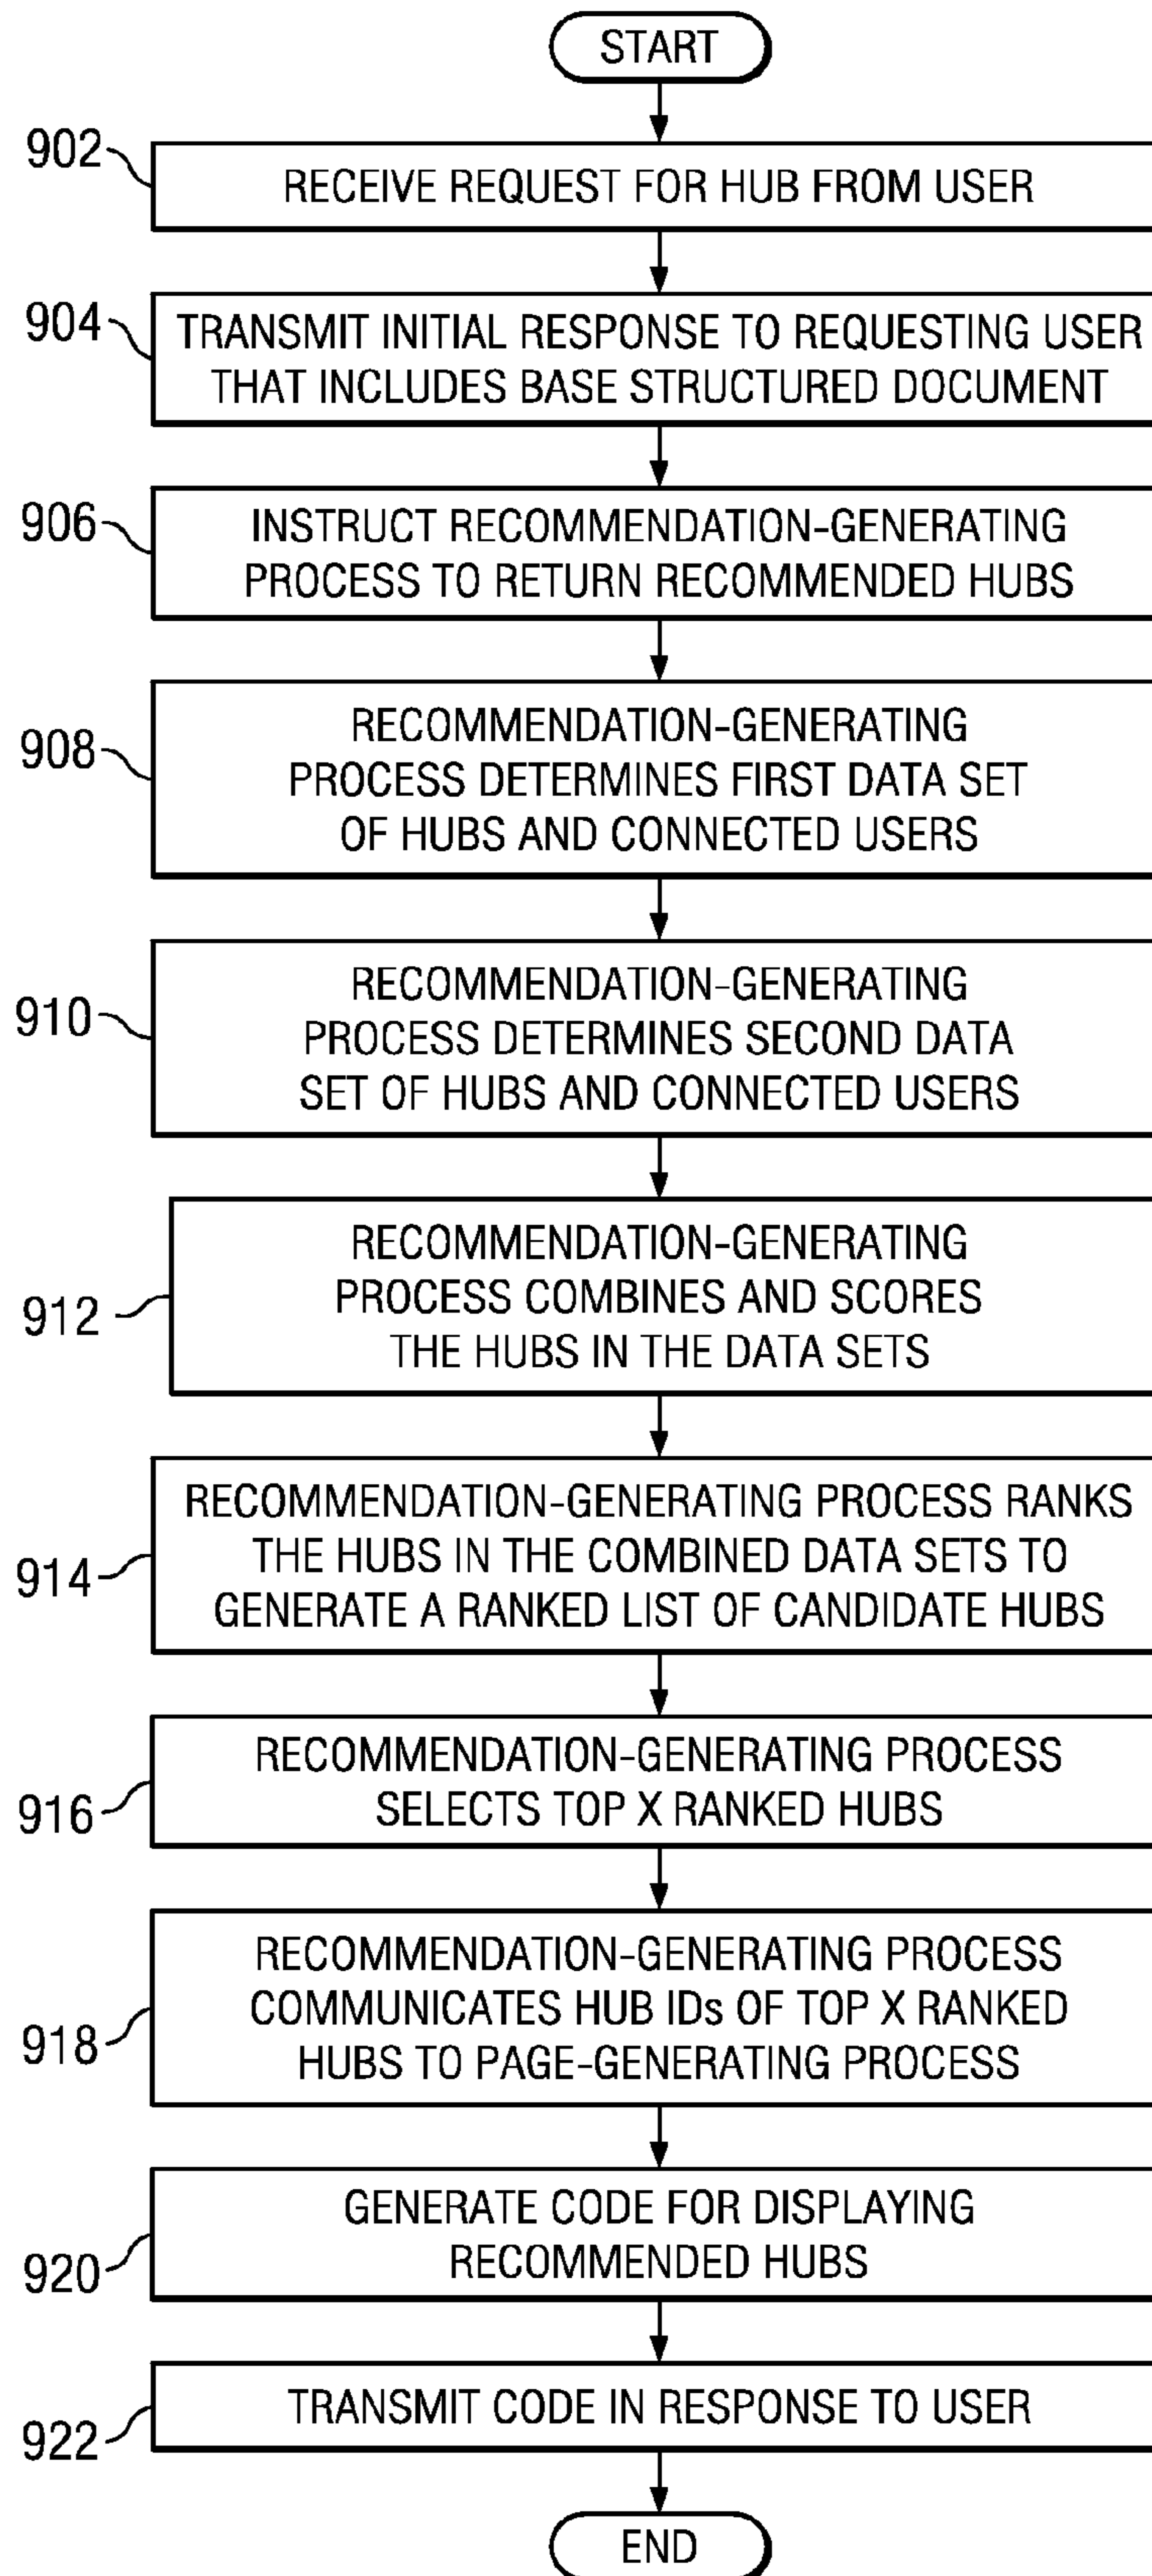 START
902
RECEIVE REQUEST FOR HUB FROM USER
904
TRANSMIT INITIAL RESPONSE TO REQUESTING USER
THAT INCLUDES BASE STRUCTURED DOCUMENT
906
INSTRUCT RECOMMENDATION-GENERATING
PROCESS TO RETURN RECOMMENDED HUBS
908
RECOMMENDATION-GENERATING
PROCESS DETERMINES FIRST DATA SET
OF HUBS AND CONNECTED USERS
910
RECOMMENDATION-GENERATING
PROCESS DETERMINES SECOND DATA
SET OF HUBS AND CONNECTED USERS
912
RECOMMENDATION-GENERATING
PROCESS COMBINES AND SCORES
THE HUBS IN THE DATA SETS
914
RECOMMENDATION-GENERATING PROCESS RANKS
THE HUBS IN THE COMBINED DATA SETS TO
GENERATE A RANKED LIST OF CANDIDATE HUBS
916
RECOMMENDATION-GENERATING PROCESS
SELECTS TOP X RANKED HUBS
918
RECOMMENDATION-GENERATING PROCESS
COMMUNICATES HUB IDs OF TOP X RANKED
HUBS TO PAGE-GENERATING PROCESS
920
GENERATE CODE FOR DISPLAYING
RECOMMENDED HUBS
922
TRANSMIT CODE IN RESPONSE TO USER
END